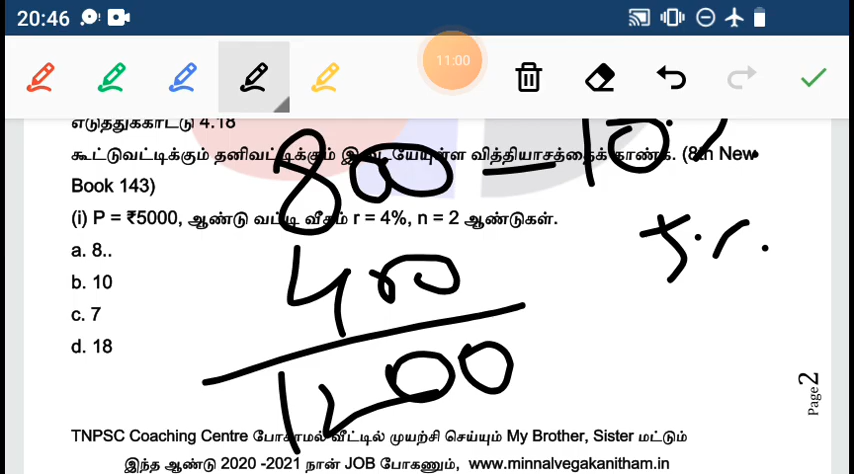 20:46
11:00
எடுத்துக்காட்டு 4.18
கூட்டுவட்டிக்கும் தனிவட்டிக்கும் இடையேயுள்ள வித்தியாசத்தைக் காண்க. (8th New
Book 143)
(i) P = ₹5000, ஆண்டு வட்டி வீதம் r = 4%, n = 2 ஆண்டுகள்.
a. 8..
b. 10
c. 7
d. 18
800 — 10%
5%
400
1200
Page 2
TNPSC Coaching Centre போகாமல் வீட்டில் முயற்சி செய்யும் My Brother, Sister மட்டும்
இந்த ஆண்டு 2020 -2021 நான் JOB போகணும், www.minnalvegakanitham.in